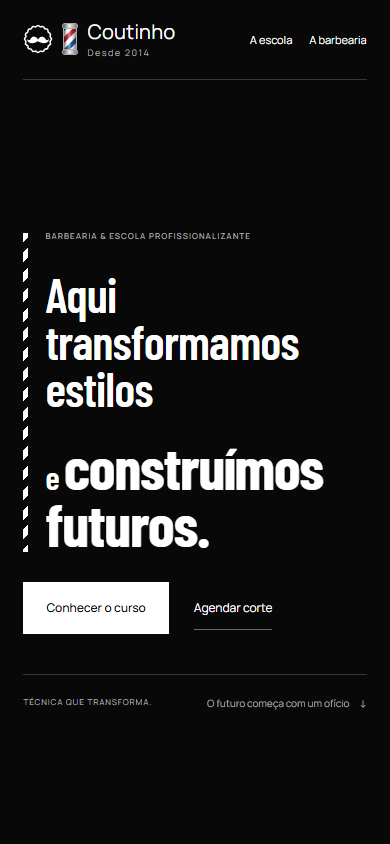 Coutinho
Desde 2014
A escola A barbearia
BARBEARIA & ESCOLA PROFISSIONALIZANTE
Aqui
transformamos
estilos
e construímos
futuros.
Conhecer o curso Agendar corte
TÉCNICA QUE TRANSFORMA. O futuro começa com um ofício ↓